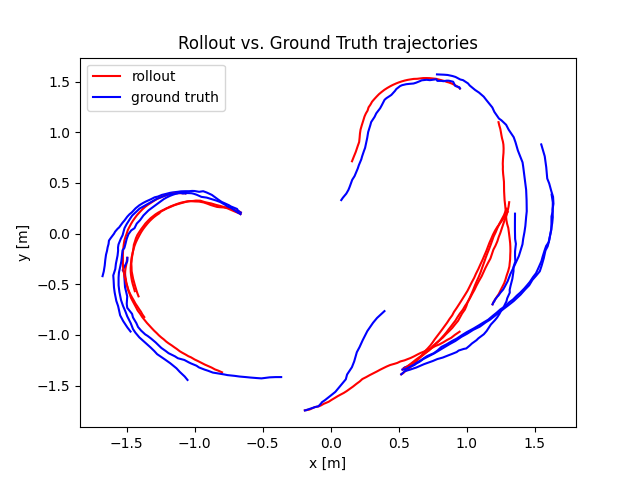 Rollout vs. Ground Truth trajectories
rollout
ground truth
y [m]
1.5
1.0
0.5
0.0
−0.5
−1.0
−1.5
−1.5 −1.0 −0.5 0.0 0.5 1.0 1.5
x [m]